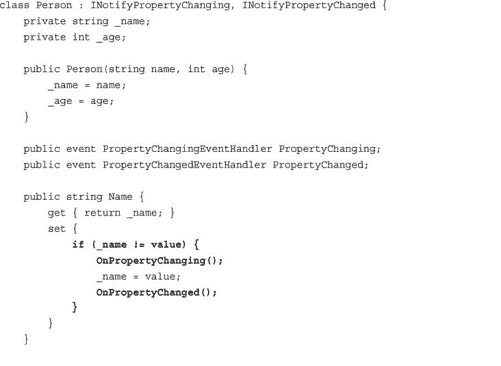 class Person : INotifyPropertyChanging, INotifyPropertyChanged {
    private string _name;
    private int _age;

    public Person(string name, int age) {
        _name = name;
        _age = age;
    }

    public event PropertyChangingEventHandler PropertyChanging;
    public event PropertyChangedEventHandler PropertyChanged;

    public string Name {
        get { return _name; }
        set {
            if (_name != value) {
                OnPropertyChanging();
                _name = value;
                OnPropertyChanged();
            }
        }
    }